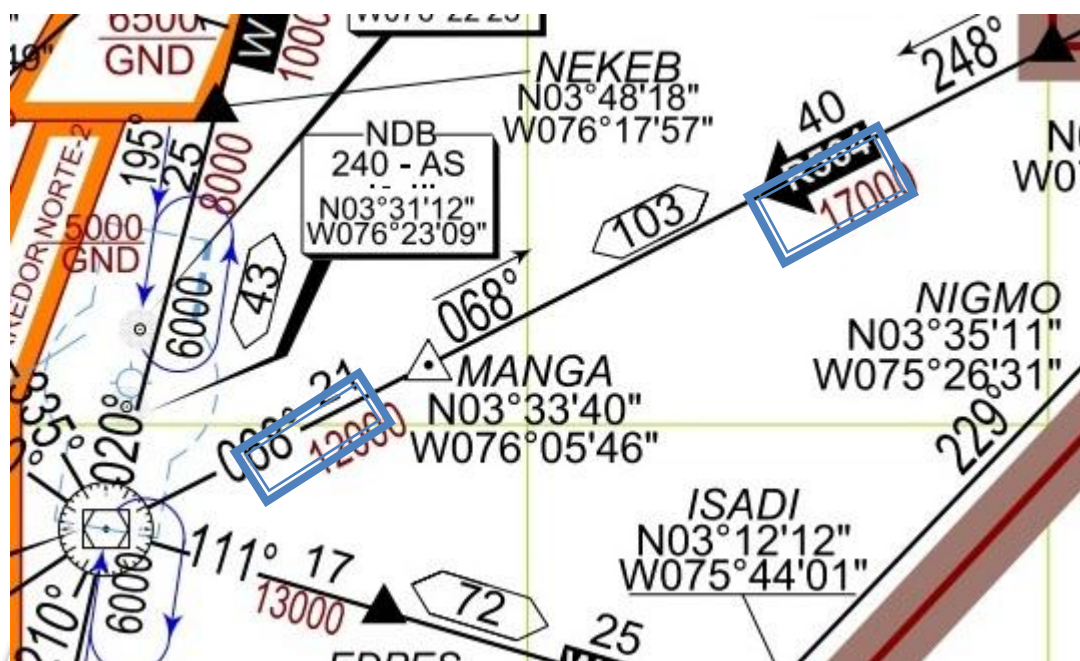 6500
GND
W
NEKEB
N03°48'18"
W076°17'57"
248°
40
17000
195°
25
8000
NDB
240 - AS
N03°31'12"
W076°23'09"
5000
GND
103
43
6000
068°
NIGMO
N03°35'11"
W075°26'31"
MANGA
N03°33'40"
W076°05'46"
21
068°
12000
020°
229°
ISADI
N03°12'12"
W075°44'01"
111°
17
13000
72
6000
210°
25